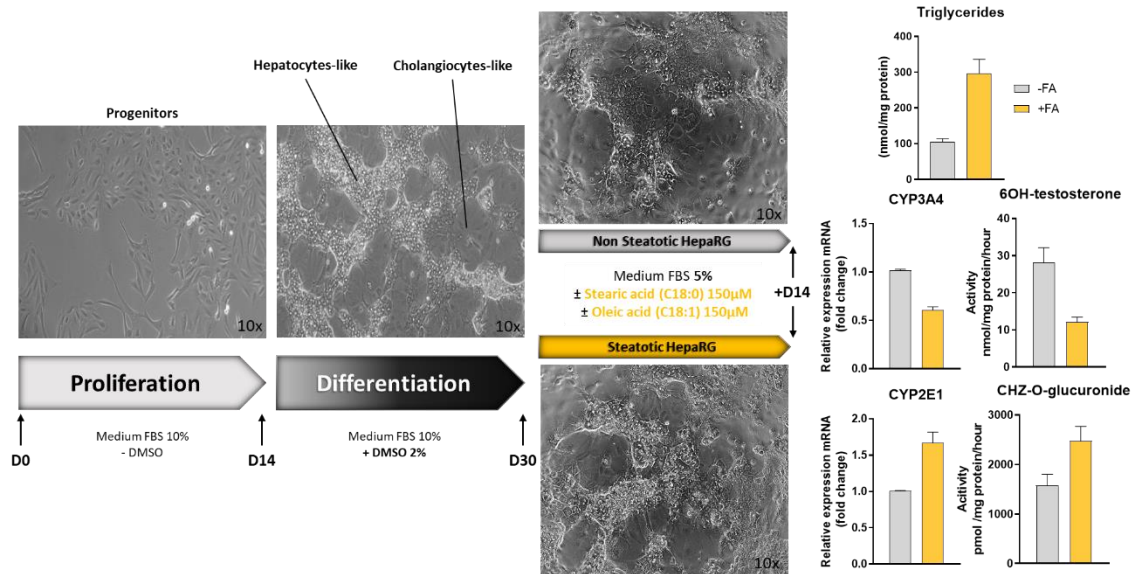 Progenitors
Hepatocytes-like
Cholangiocytes-like
10x
10x
10x
Proliferation
Differentiation
D0
Medium FBS 10%
- DMSO
D14
Medium FBS 10%
+ DMSO 2%
D30
Non Steatotic HepaRG
Medium FBS 5%
± Stearic acid (C18:0) 150µM
± Oleic acid (C18:1) 150µM
+D14
Steatotic HepaRG
10x
Triglycerides
(nmol/mg protein)
400
300
200
100
0
-FA
+FA
CYP3A4
Relative expression mRNA
(fold change)
1.5
1.0
0.5
0.0
6OH-testosterone
Activity
nmol/mg protein/hour
40
30
20
10
0
CYP2E1
Relative expression mRNA
(fold change)
2.0
1.5
1.0
0.5
0.0
CHZ-O-glucuronide
Acitivity
pmol /mg protein/hour
3000
2000
1000
0